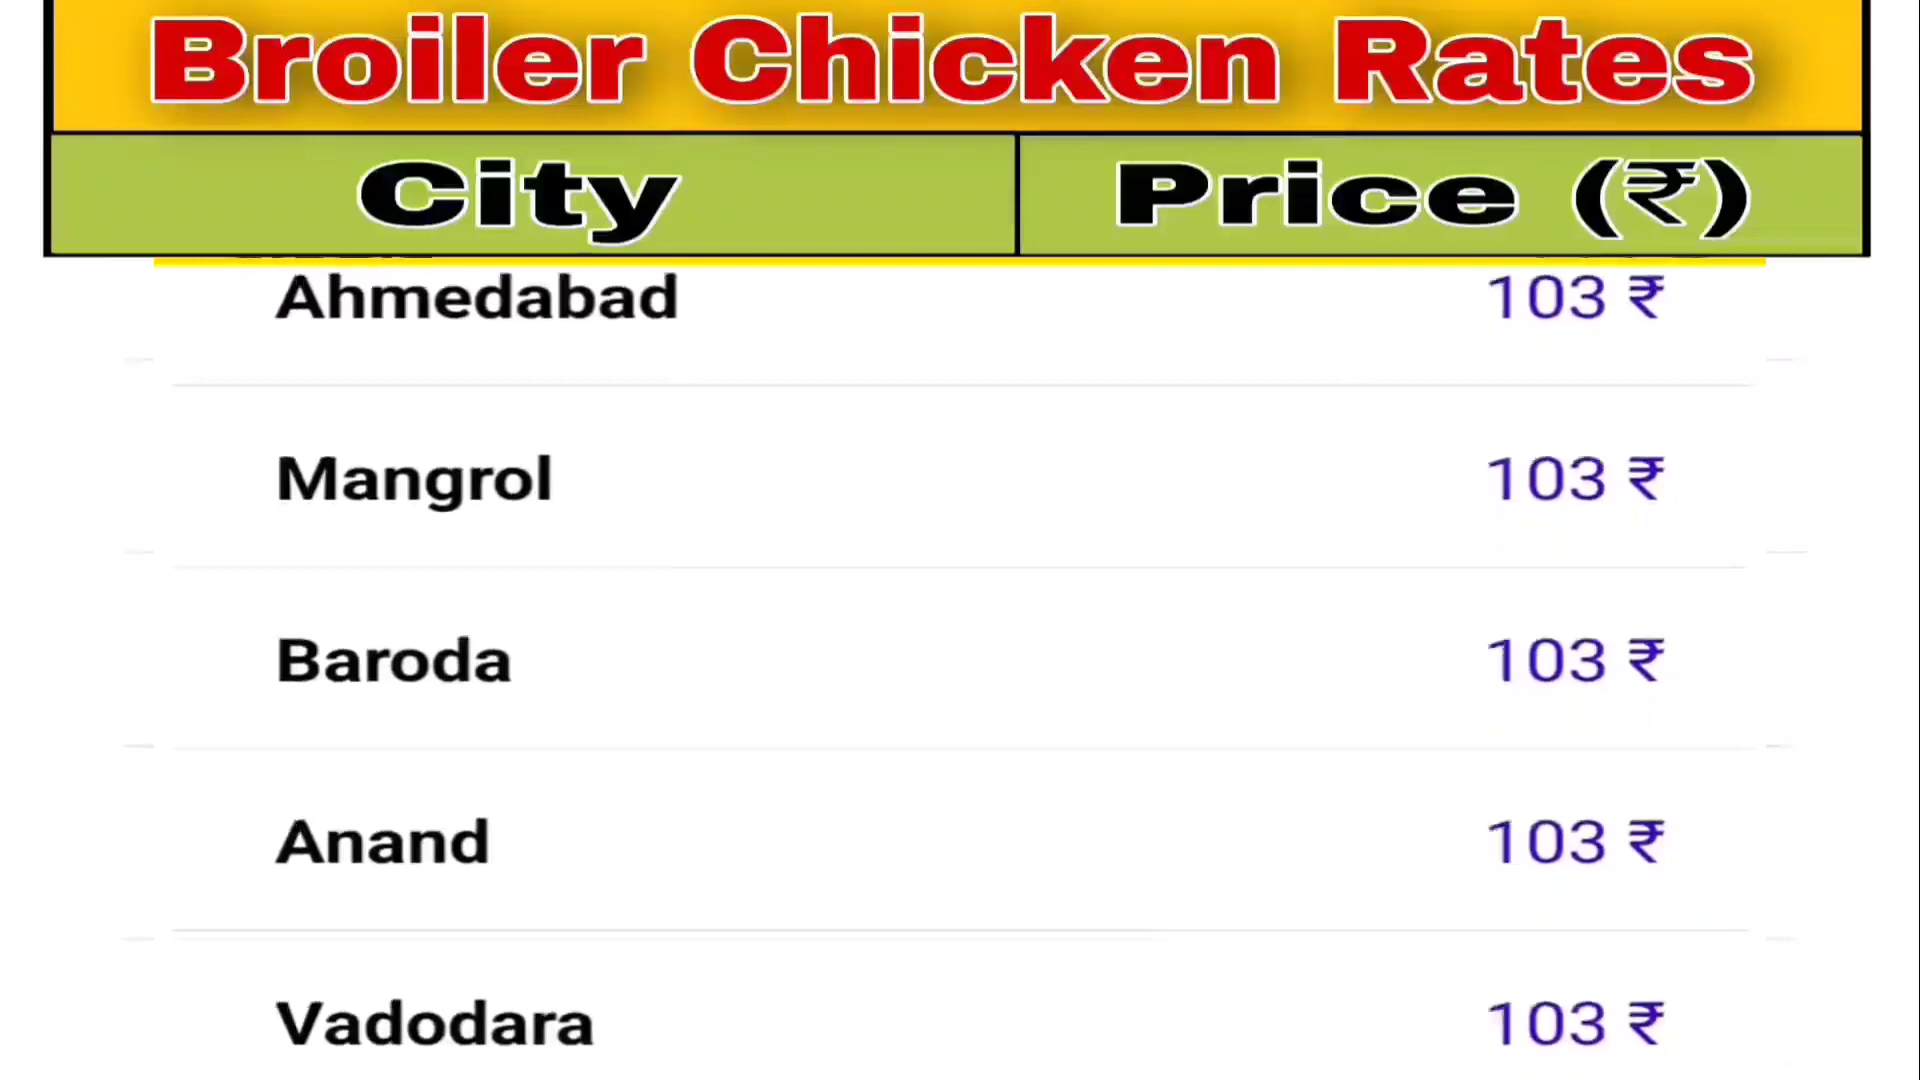 Broiler Chicken Rates
City Price (₹)
Ahmedabad 103 ₹
Mangrol 103 ₹
Baroda 103 ₹
Anand 103 ₹
Vadodara 103 ₹